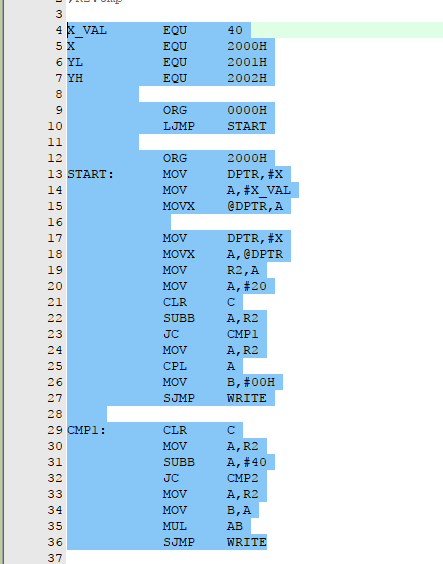 3
4 X_VAL EQU 40
5 X EQU 2000H
6 YL EQU 2001H
7 YH EQU 2002H
8
9 ORG 0000H
10 LJMP START
11
12 ORG 2000H
13 START: MOV DPTR,#X
14 MOV A,#X_VAL
15 MOVX @DPTR,A
16
17 MOV DPTR,#X
18 MOVX A,@DPTR
19 MOV R2,A
20 MOV A,#20
21 CLR C
22 SUBB A,R2
23 JC CMP1
24 MOV A,R2
25 CPL A
26 MOV B,#00H
27 SJMP WRITE
28
29 CMP1: CLR C
30 MOV A,R2
31 SUBB A,#40
32 JC CMP2
33 MOV A,R2
34 MOV B,A
35 MUL AB
36 SJMP WRITE
37